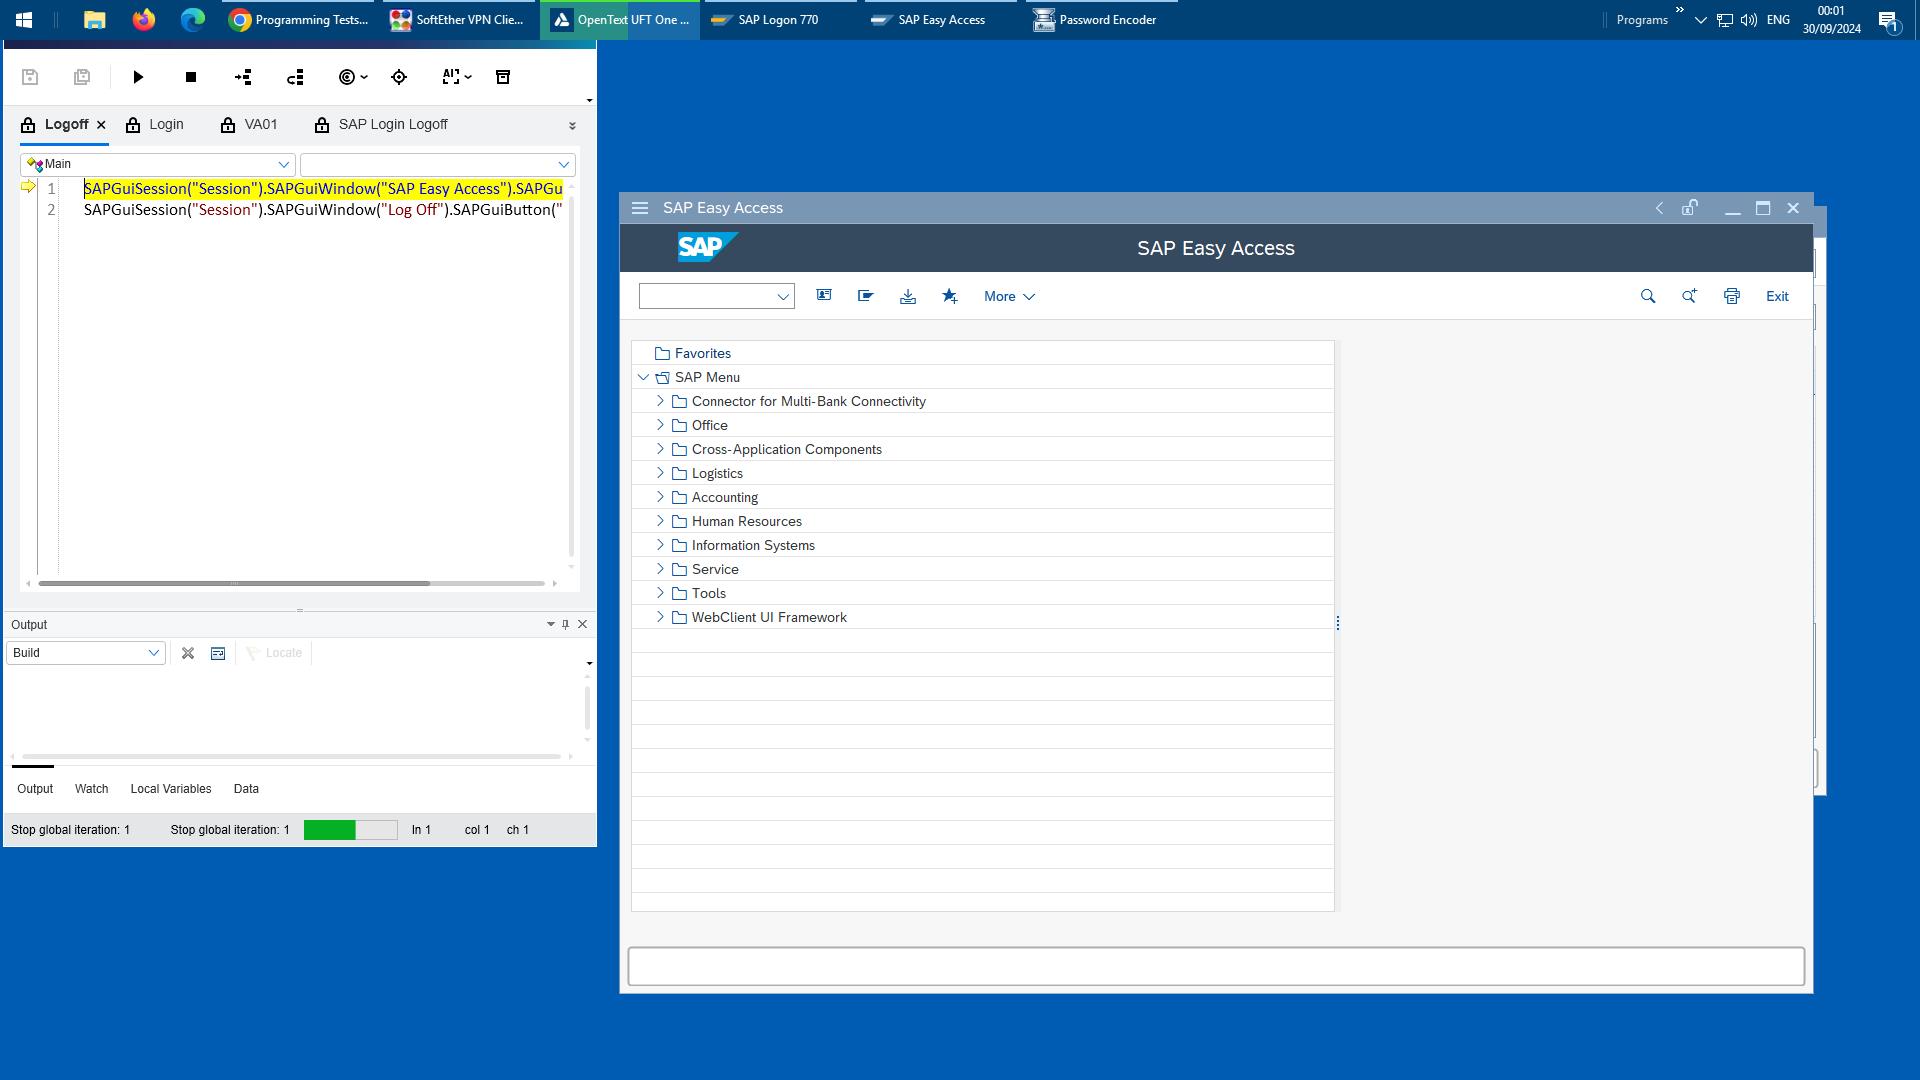 Programming Tests...
SoftEther VPN Clie...
OpenText UFT One ...
SAP Logon 770
SAP Easy Access
Password Encoder
Programs
ENG
00:01
30/09/2024
1
AI
Logoff
Login
VA01
SAP Login Logoff
Main
1 SAPGuiSession("Session").SAPGuiWindow("SAP Easy Access").SAPGu
2 SAPGuiSession("Session").SAPGuiWindow("Log Off").SAPGuiButton("
Output
Build
Locate
Output
Watch
Local Variables
Data
Stop global iteration: 1
Stop global iteration: 1
ln 1
col 1
ch 1
SAP Easy Access
SAP
SAP Easy Access
More
Exit
Favorites
SAP Menu
Connector for Multi-Bank Connectivity
Office
Cross-Application Components
Logistics
Accounting
Human Resources
Information Systems
Service
Tools
WebClient UI Framework